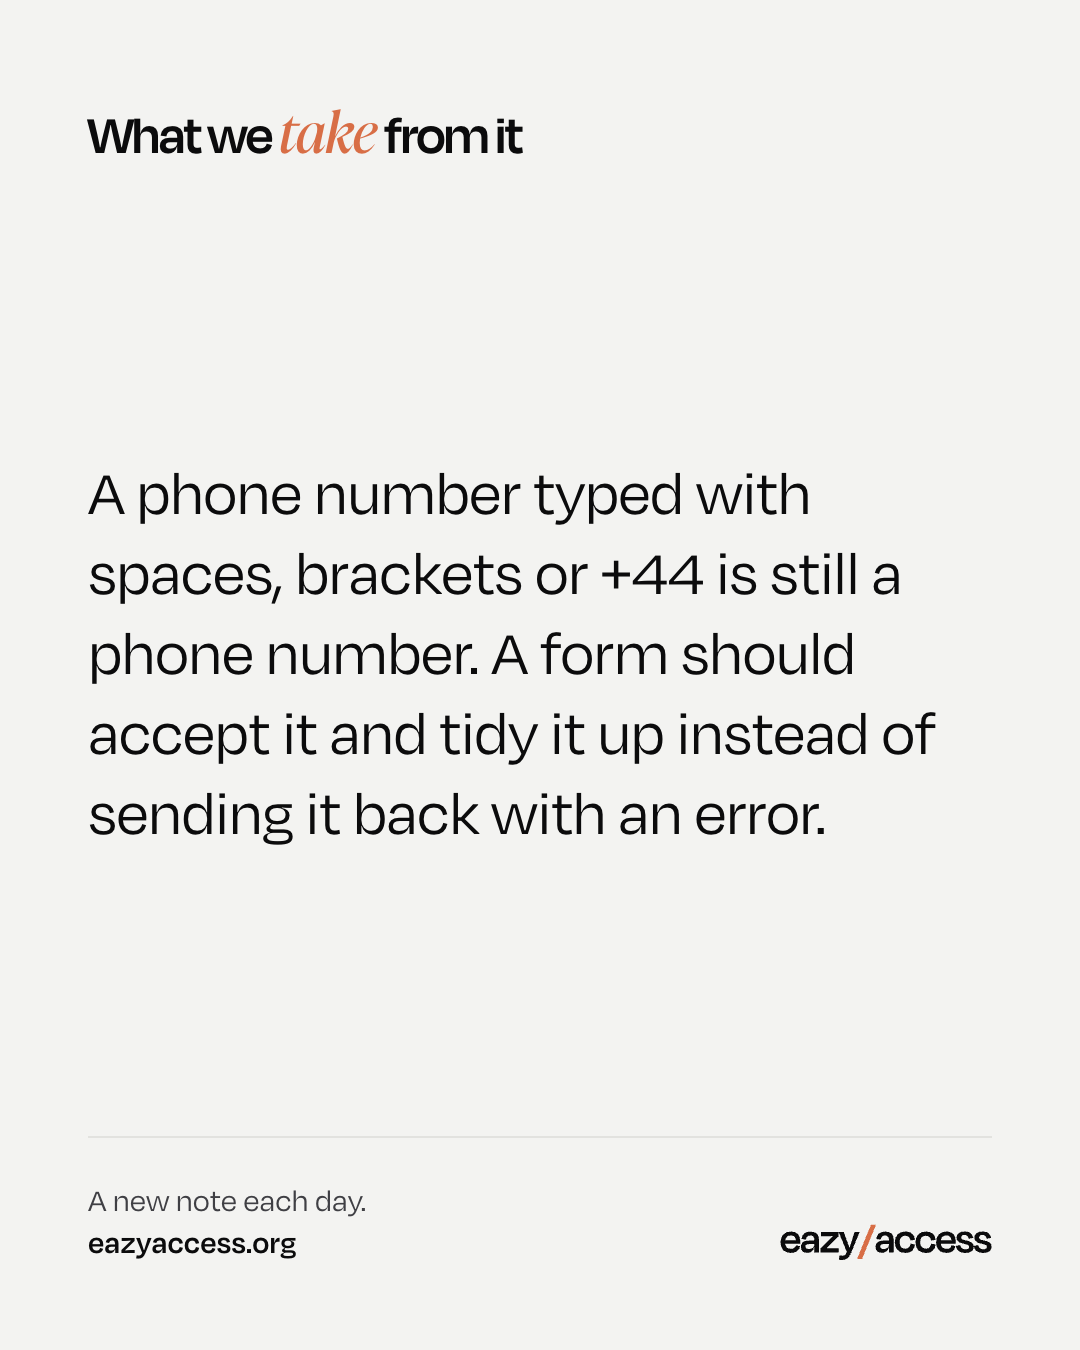 What we take from it
A phone number typed with
spaces, brackets or +44 is still a
phone number. A form should
accept it and tidy it up instead of
sending it back with an error.
A new note each day.
eazyaccess.org
eazy/access